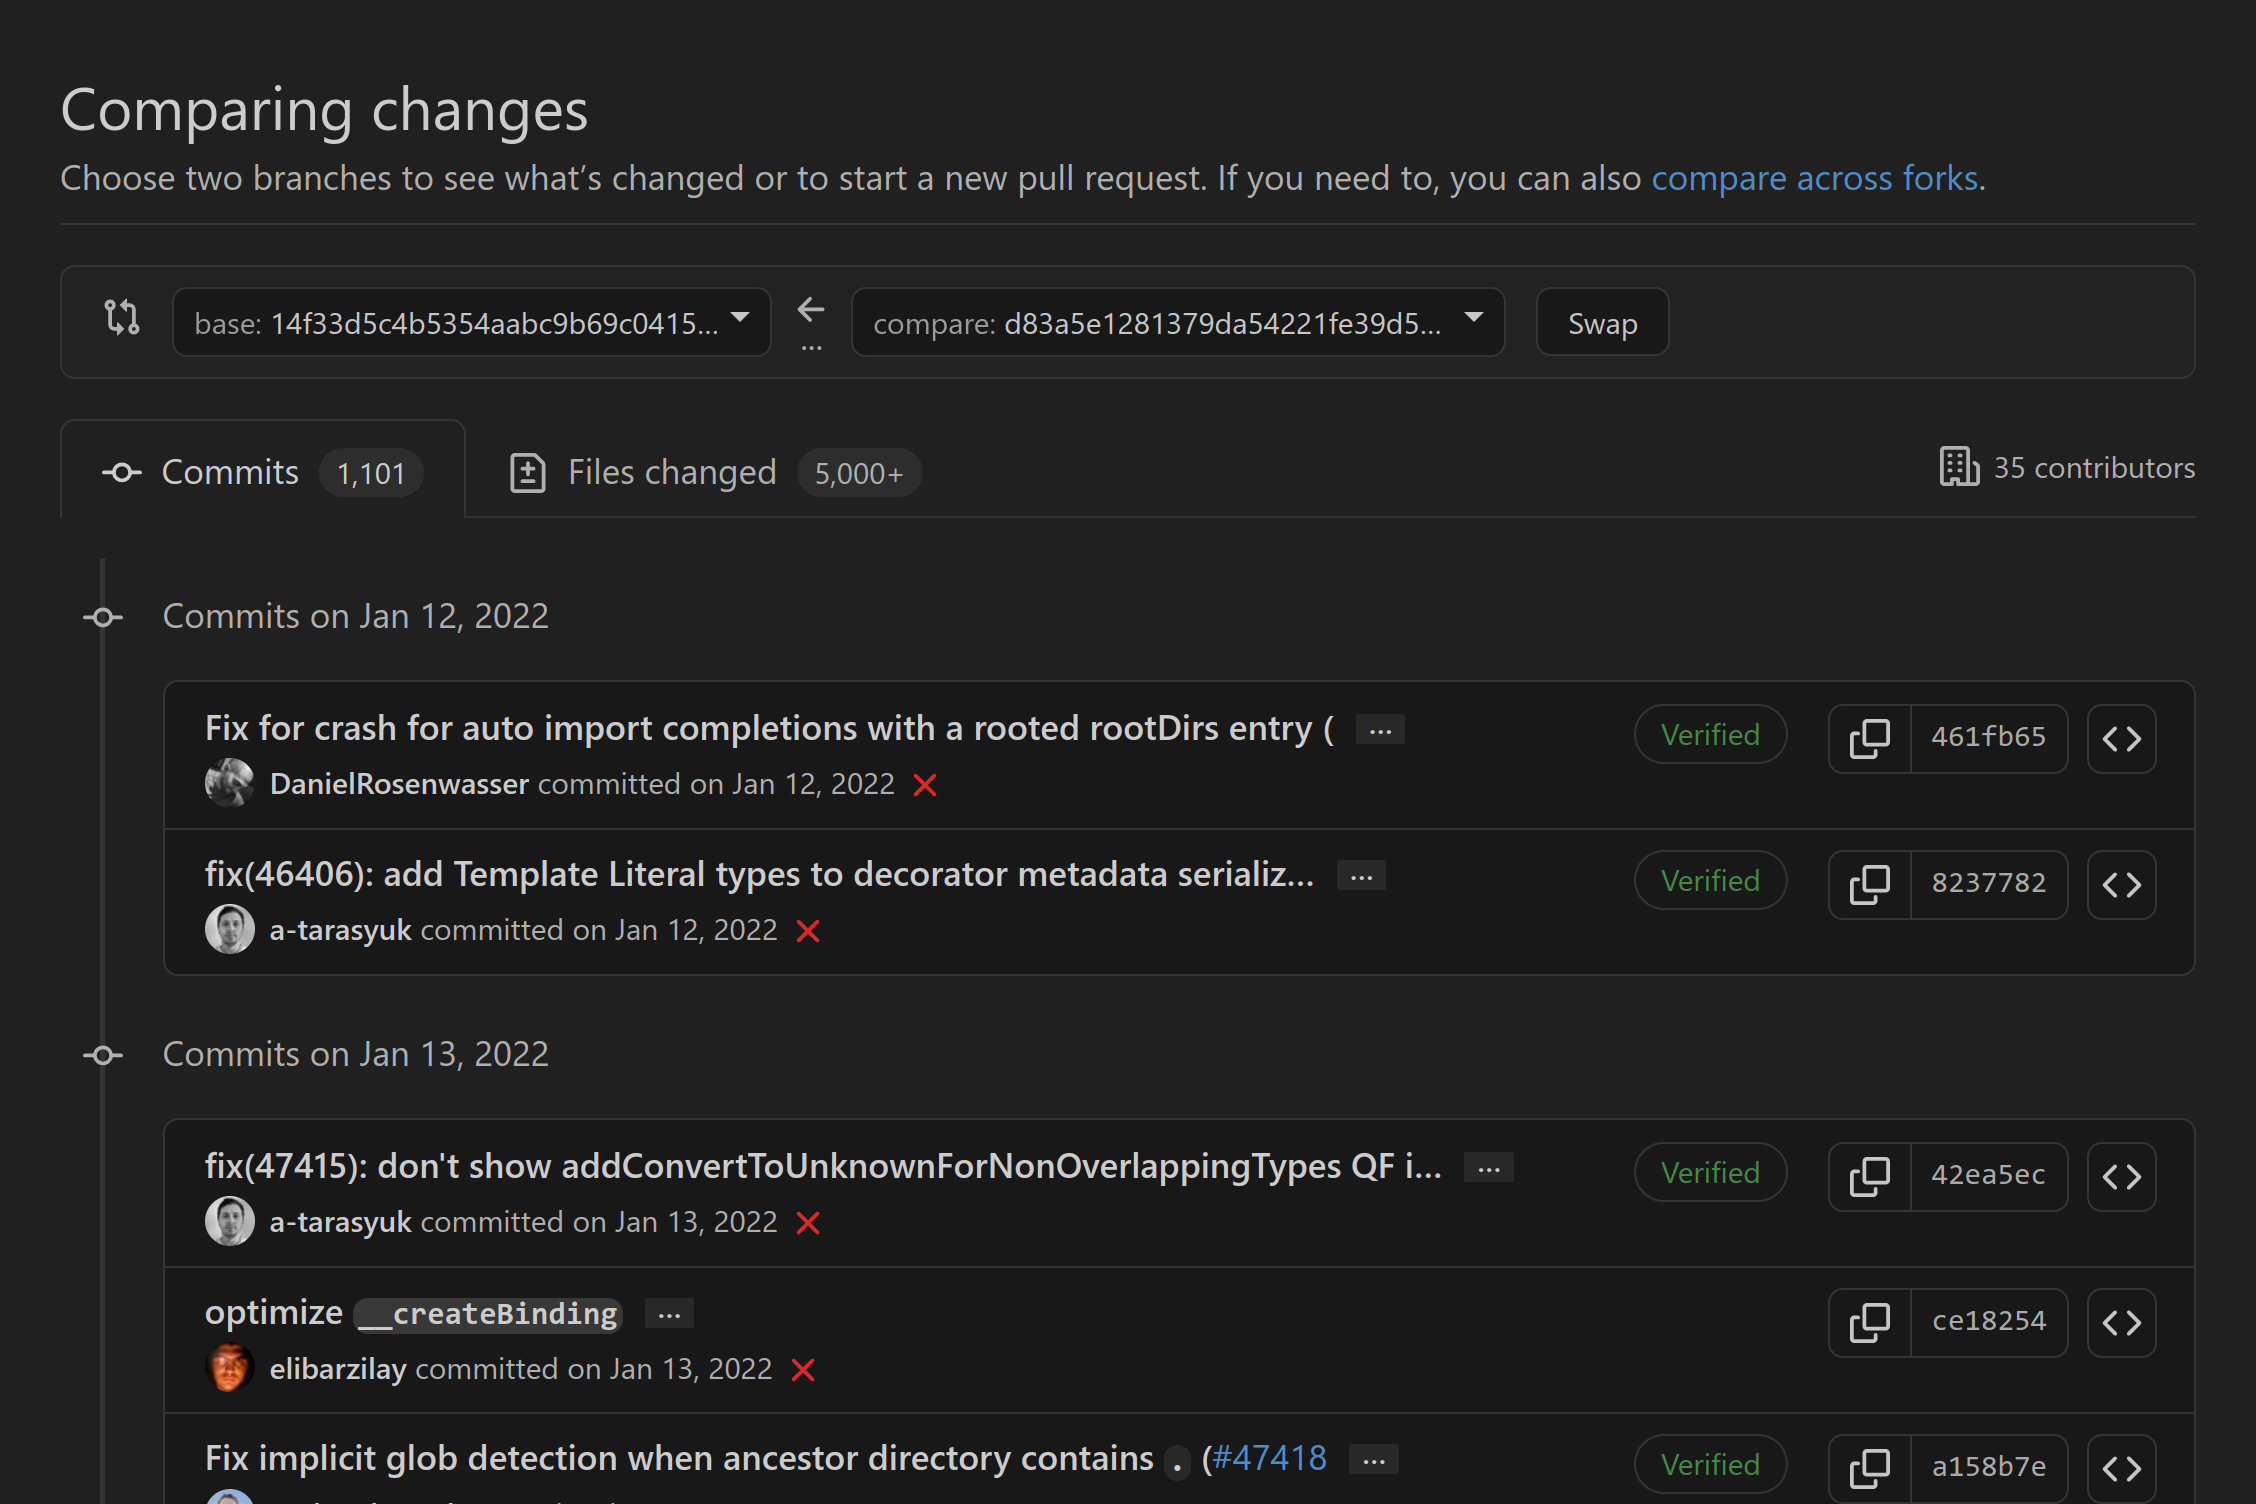 Comparing changes
Choose two branches to see what’s changed or to start a new pull request. If you need to, you can also compare across forks.
base: 14f33d5c4b5354aabc9b69c0415... ... compare: d83a5e1281379da54221fe39d5... Swap
Commits 1,101 Files changed 5,000+ 35 contributors
Commits on Jan 12, 2022
Fix for crash for auto import completions with a rooted rootDirs entry ( ... Verified 461fb65
DanielRosenwasser committed on Jan 12, 2022
fix(46406): add Template Literal types to decorator metadata serializ... ... Verified 8237782
a-tarasyuk committed on Jan 12, 2022
Commits on Jan 13, 2022
fix(47415): don't show addConvertToUnknownForNonOverlappingTypes QF i... ... Verified 42ea5ec
a-tarasyuk committed on Jan 13, 2022
optimize __createBinding ... ce18254
elibarzilay committed on Jan 13, 2022
Fix implicit glob detection when ancestor directory contains . (#47418 ... Verified a158b7e